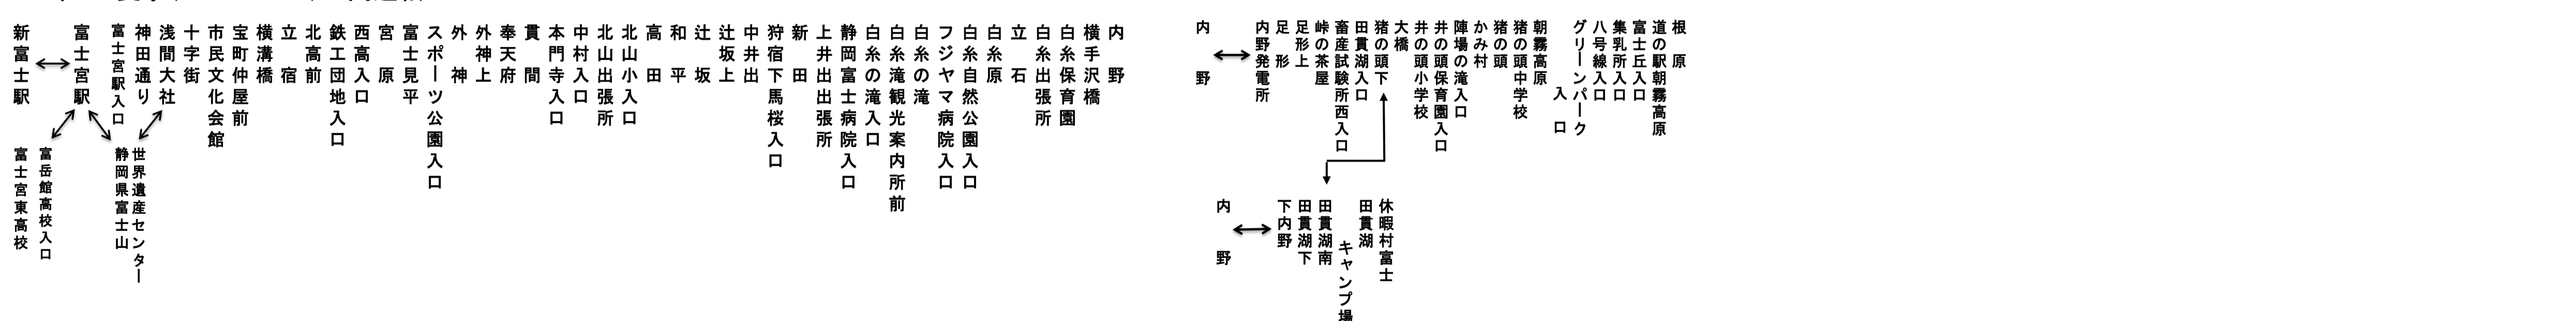 新富士駅
富士宮駅
富士宮駅入口
神田通り
浅間大社
十字街
市民文化会館
宝町仲屋前
横溝橋
立宿
北高前
鉄工団地入口
西高入口
宮原
富士見平
スポーツ公園入口
外神
外神上
奉天府
貫間
本門寺入口
中村入口
北山出張所
北山小入口
高田
和平
辻坂
辻坂上
中井出
狩宿下馬桜入口
新田
上井出出張所
静岡富士病院入口
白糸の滝入口
白糸滝観光案内所前
白糸の滝
フジヤマ病院入口
白糸自然公園入口
白糸原
立石
白糸出張所
白糸保育園
横手沢橋
内野
富士宮東高校
富岳館高校入口
静岡県富士山
世界遺産センター
内野
内野発電所
足形
足形上
峠の茶屋
畜産試験所西入口
田貫湖入口
猪の頭下
大橋
井の頭小学校
井の頭保育園入口
陣場の滝入口
かみ村
猪の頭
猪の頭中学校
朝霧高原
グリーンパーク
入口
八号線入口
集乳所入口
富士丘入口
道の駅朝霧高原
根原
内野
下内野
田貫湖下
田貫湖南
キャンプ場
田貫湖
休暇村富士